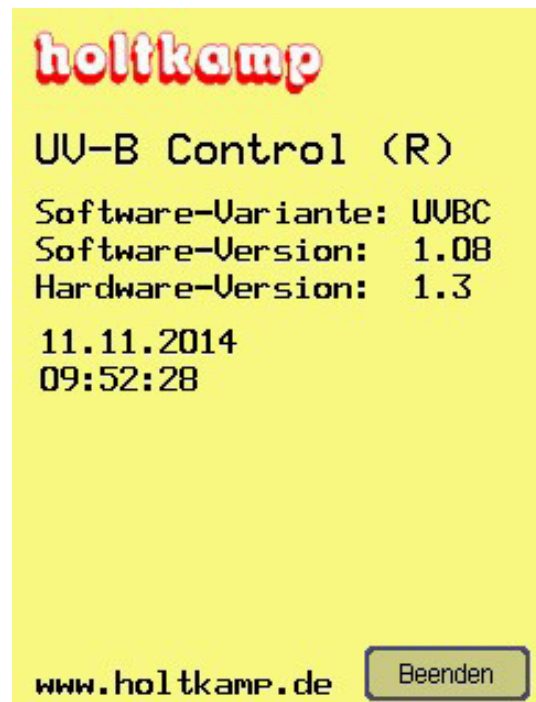 holtkamp
UV-B Control (R)
Software-Variante: UVBC
Software-Version: 1.08
Hardware-Version: 1.3
11.11.2014
09:52:28
www.holtkamp.de
Beenden